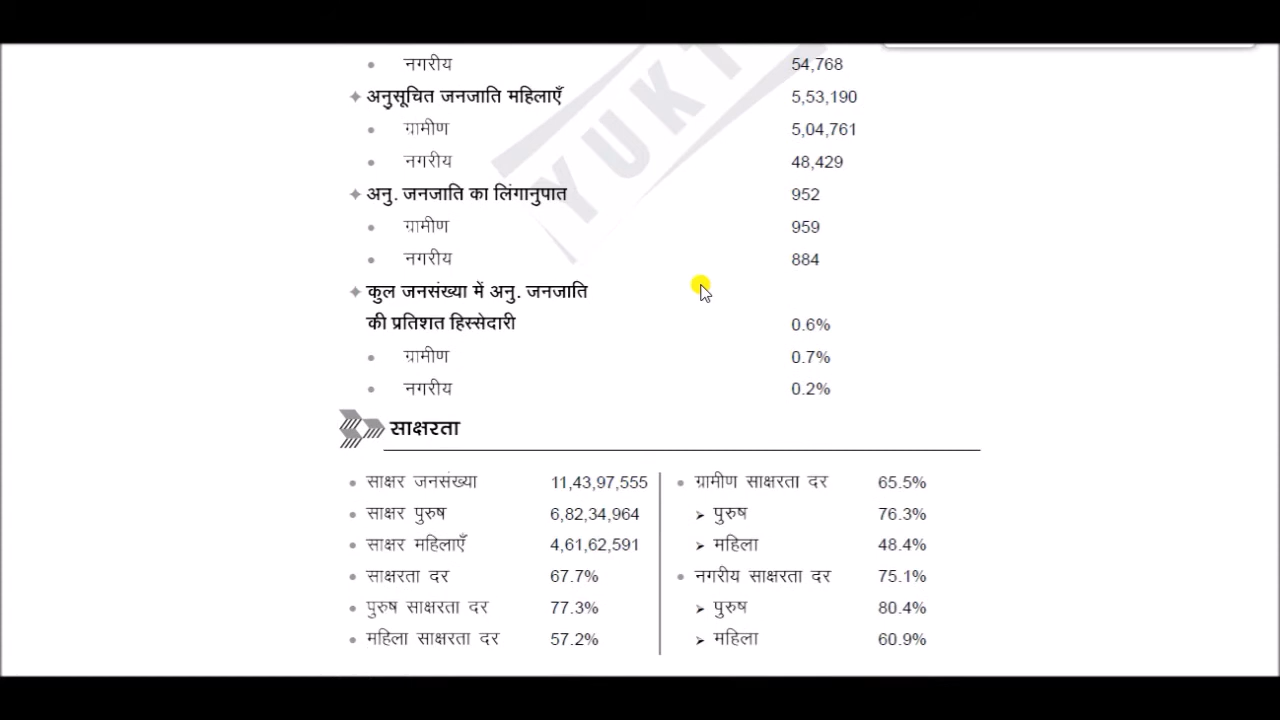 नगरीय 54,768
अनुसूचित जनजाति महिलाएँ 5,53,190
ग्रामीण 5,04,761
नगरीय 48,429
अनु. जनजाति का लिंगानुपात 952
ग्रामीण 959
नगरीय 884
कुल जनसंख्या में अनु. जनजाति
की प्रतिशत हिस्सेदारी 0.6%
ग्रामीण 0.7%
नगरीय 0.2%
YUKT
साक्षरता
साक्षर जनसंख्या 11,43,97,555
साक्षर पुरुष 6,82,34,964
साक्षर महिलाएँ 4,61,62,591
साक्षरता दर 67.7%
पुरुष साक्षरता दर 77.3%
महिला साक्षरता दर 57.2%
ग्रामीण साक्षरता दर 65.5%
पुरुष 76.3%
महिला 48.4%
नगरीय साक्षरता दर 75.1%
पुरुष 80.4%
महिला 60.9%